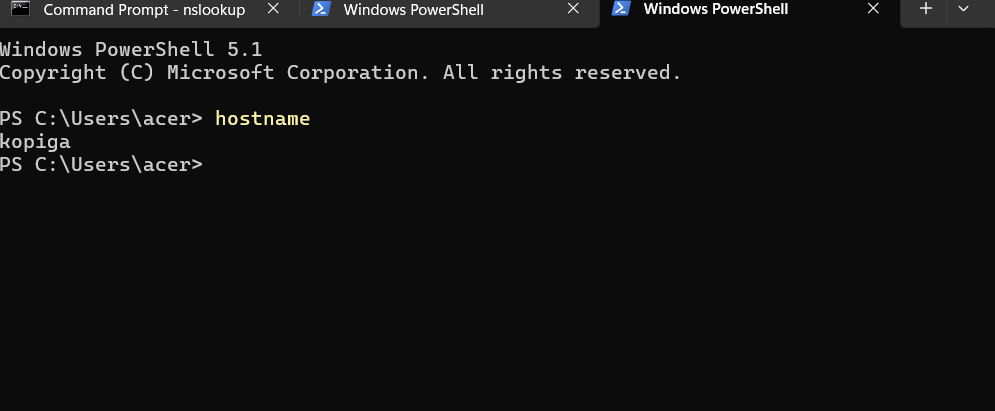 Command Prompt - nslookup
Windows PowerShell
Windows PowerShell
Windows PowerShell 5.1
Copyright (C) Microsoft Corporation. All rights reserved.
PS C:\Users\acer> hostname
kopiga
PS C:\Users\acer>